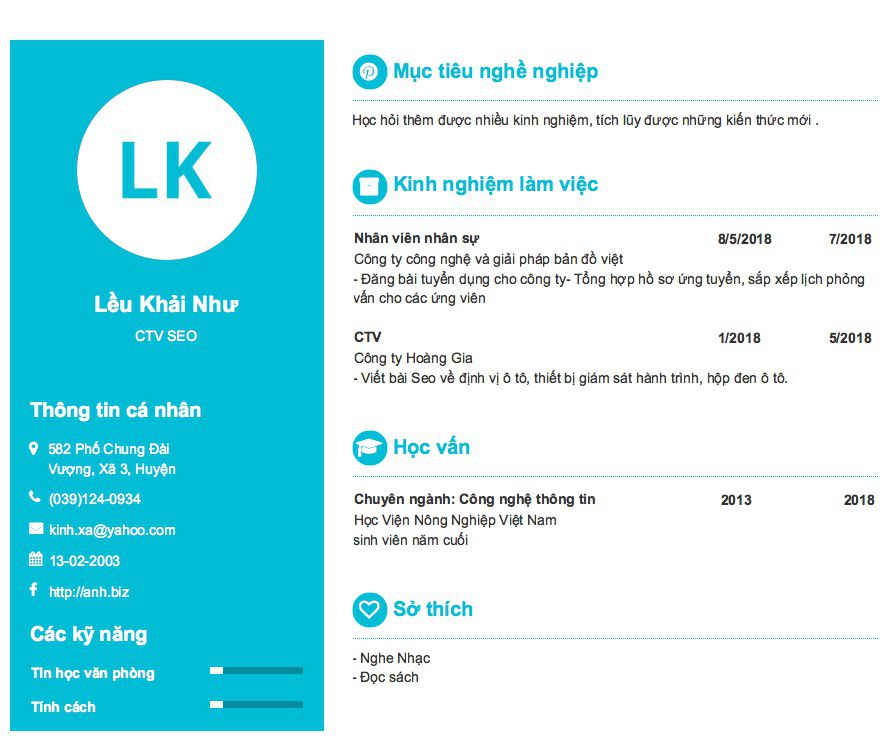 LK
Lều Khải Như
CTV SEO
Thông tin cá nhân
582 Phố Chung Đài
Vượng, Xã 3, Huyện
(039)124-0934
kinh.xa@yahoo.com
13-02-2003
http://anh.biz
Các kỹ năng
Tin học văn phòng
Tính cách
Mục tiêu nghề nghiệp
Học hỏi thêm được nhiều kinh nghiệm, tích lũy được những kiến thức mới .
Kinh nghiệm làm việc
Nhân viên nhân sự 8/5/2018 7/2018
Công ty công nghệ và giải pháp bản đồ việt
- Đăng bài tuyển dụng cho công ty- Tổng hợp hồ sơ ứng tuyển, sắp xếp lịch phỏng
vấn cho các ứng viên
CTV 1/2018 5/2018
Công ty Hoàng Gia
- Viết bài Seo về định vị ô tô, thiết bị giám sát hành trình, hộp đen ô tô.
Học vấn
Chuyên ngành: Công nghệ thông tin 2013 2018
Học Viện Nông Nghiệp Việt Nam
sinh viên năm cuối
Sở thích
- Nghe Nhạc
- Đọc sách